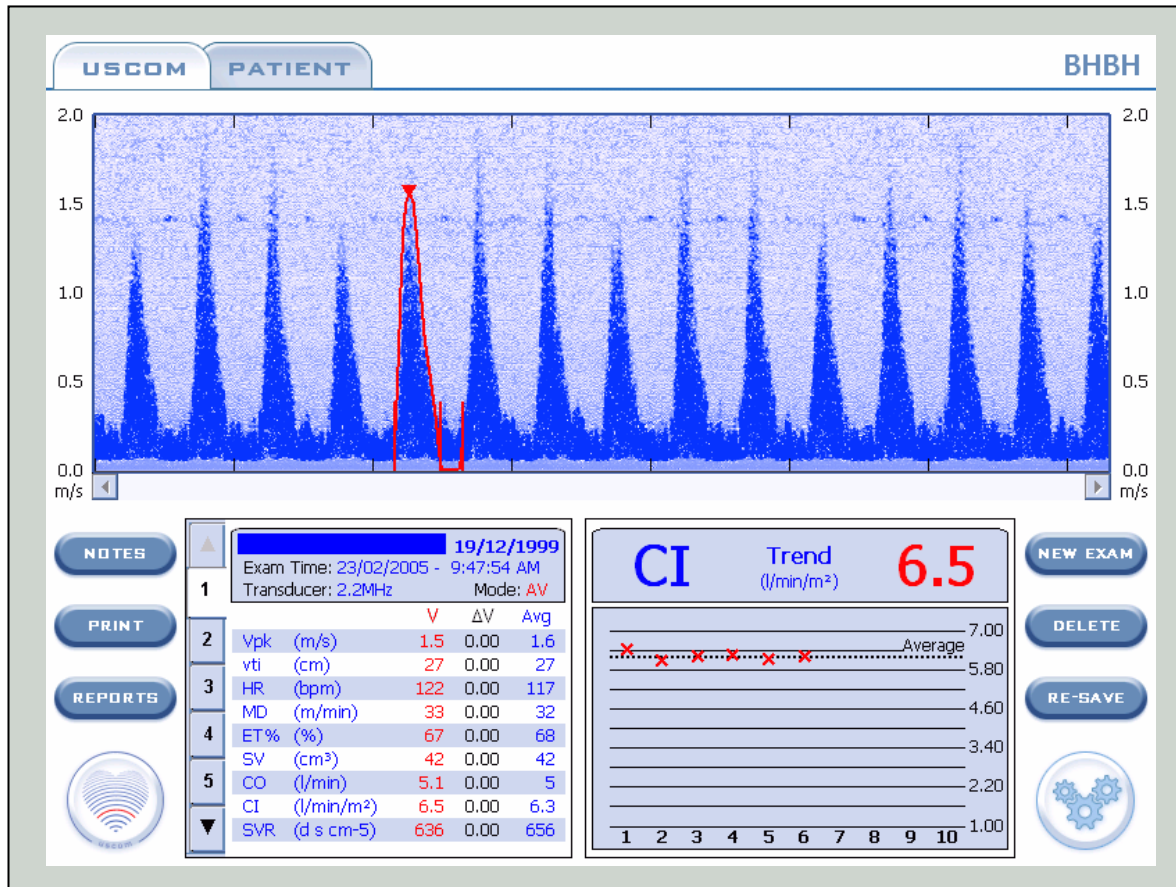 USCOM PATIENT BHBH
2.0 2.0
1.5 1.5
1.0 1.0
0.5 0.5
0.0 0.0
m/s m/s
NOTES
PRINT
REPORTS
uscom
1
2
3
4
5
19/12/1999
Exam Time: 23/02/2005 - 9:47:54 AM
Transducer: 2.2MHz Mode: AV
V ΔV Avg
Vpk (m/s) 1.5 0.00 1.6
vti (cm) 27 0.00 27
HR (bpm) 122 0.00 117
MD (m/min) 33 0.00 32
ET% (%) 67 0.00 68
SV (cm³) 42 0.00 42
CO (l/min) 5.1 0.00 5
CI (l/min/m²) 6.5 0.00 6.3
SVR (d s cm-5) 636 0.00 656
CI Trend 6.5
(l/min/m²)
7.00
Average
5.80
4.60
3.40
2.20
1.00
1 2 3 4 5 6 7 8 9 10
NEW EXAM
DELETE
RE-SAVE